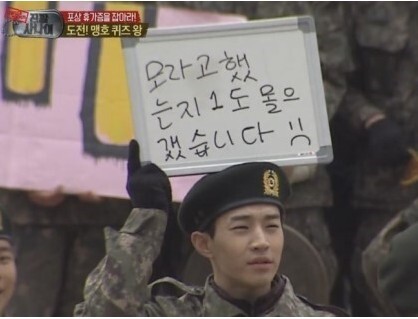 진짜 사나이
포상 휴가증을 잡아라!
도전! 맹호 퀴즈 왕
모라고했
는지 1도 몰으
겠습니다 :(